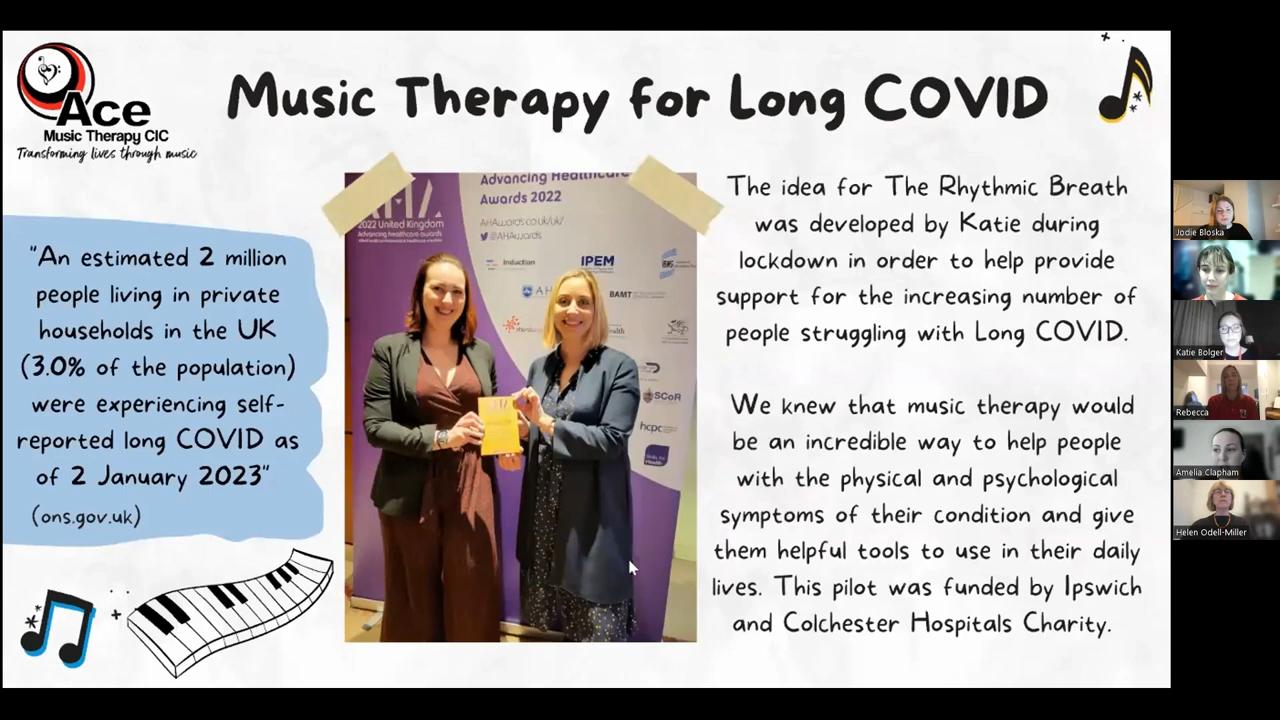 Ace
Music Therapy CIC
Transforming lives through music
Music Therapy for Long COVID
"An estimated 2 million
people living in private
households in the UK
(3.0% of the population)
were experiencing self-
reported long COVID as
of 2 January 2023"
(ons.gov.uk)
Advancing Healthcare
Awards 2022
AHAwards.co.uk/uk/
@AHAwards
2022 United Kingdom
Advancing healthcare awards
induction
IPEM
BAMT
SCoR
hcpc
Skills for
Health
The idea for The Rhythmic Breath
was developed by Katie during
lockdown in order to help provide
support for the increasing number of
people struggling with Long COVID.
We knew that music therapy would
be an incredible way to help people
with the physical and psychological
symptoms of their condition and give
them helpful tools to use in their daily
lives. This pilot was funded by Ipswich
and Colchester Hospitals Charity.
Jodie Bloska
Katie Bolger
Rebecca
Amelia Clapham
Helen Odell-Miller